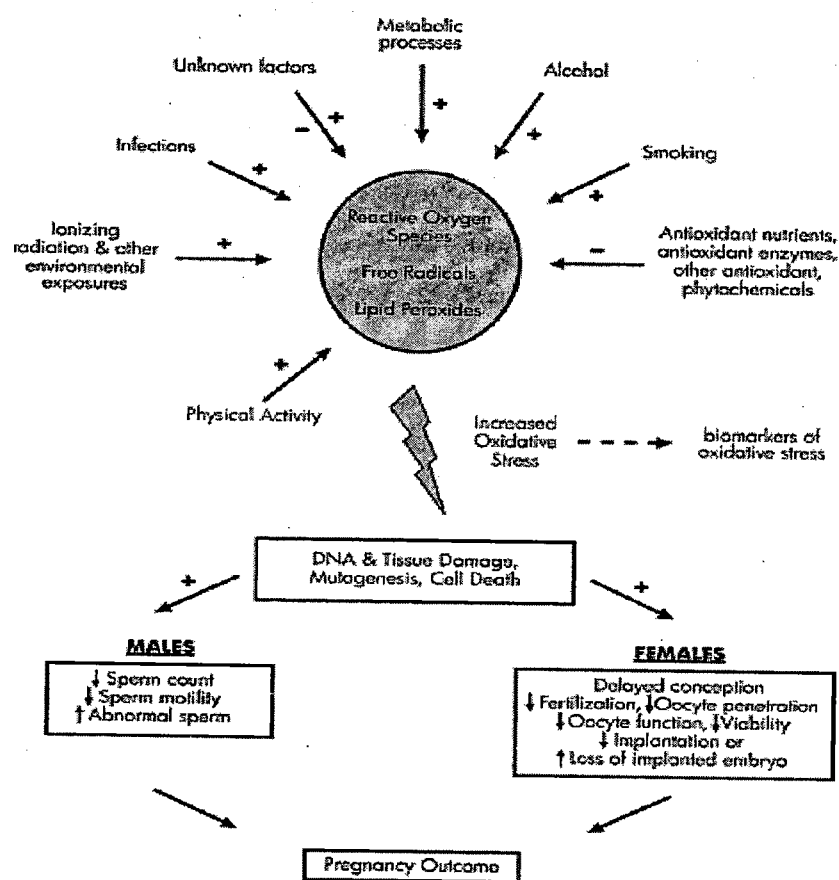 Metabolic
processes
Unknown factors
Alcohol
+
- +
+
Infections
+
Smoking
+
Ionizing
radiation & other
environmental
exposures
+
Reactive Oxygen
Species
Free Radicals
Lipid Peroxides
-
Antioxidant nutrients,
antioxidant enzymes,
other antioxidant,
phytochemicals
+
Physical Activity
Increased
Oxidative
Stress
biomarkers of
oxidative stress
DNA & Tissue Damage,
Mutagenesis, Cell Death
+
+
MALES
↓ Sperm count
↓ Sperm motility
↑ Abnormal sperm
FEMALES
Delayed conception
↓ Fertilization, ↓Oocyte penetration
↓ Oocyte function, ↓Viability
↓ Implantation or
↑ Loss of implanted embryo
Pregnancy Outcome